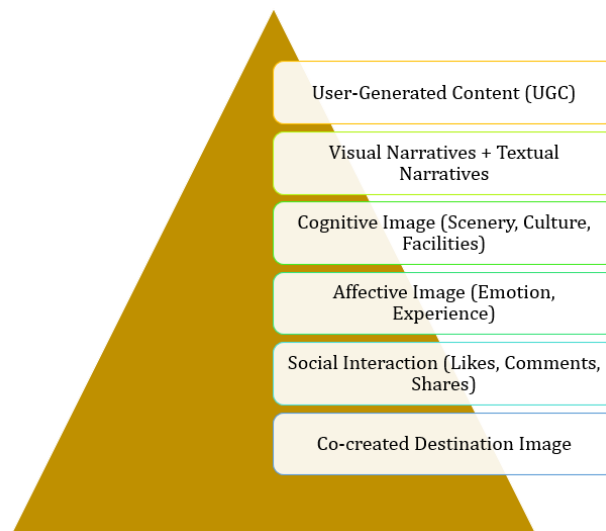 User-Generated Content (UGC)
Visual Narratives + Textual
Narratives
Cognitive Image (Scenery, Culture,
Facilities)
Affective Image (Emotion,
Experience)
Social Interaction (Likes, Comments,
Shares)
Co-created Destination Image